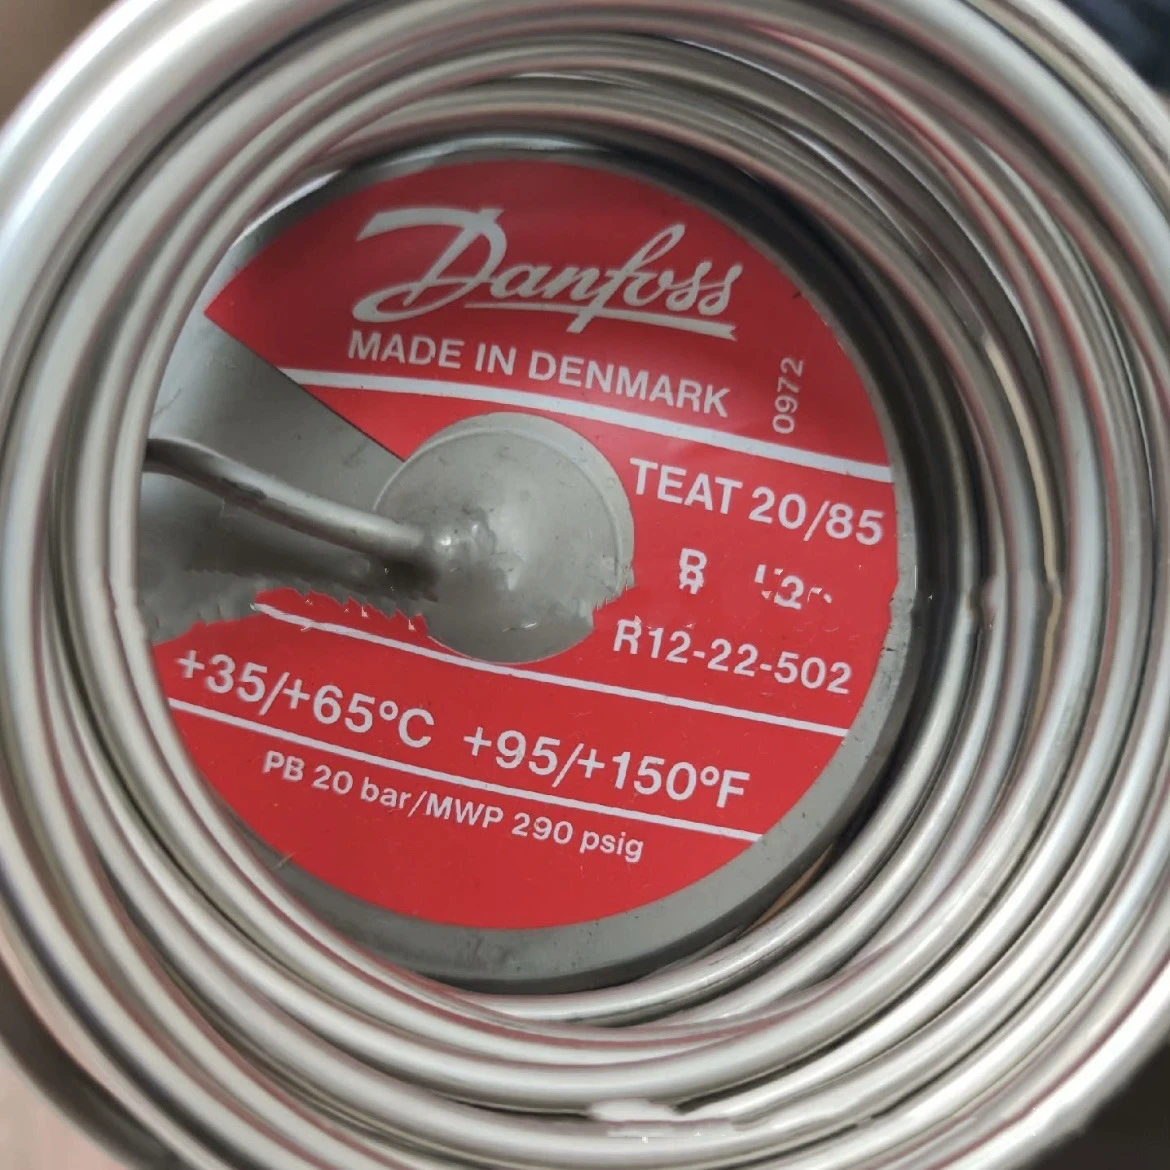 Danfoss
MADE IN DENMARK
0972
TEAT 20/85
R12-22-502
+35/+65°C +95/+150°F
PB 20 bar/MWP 290 psig